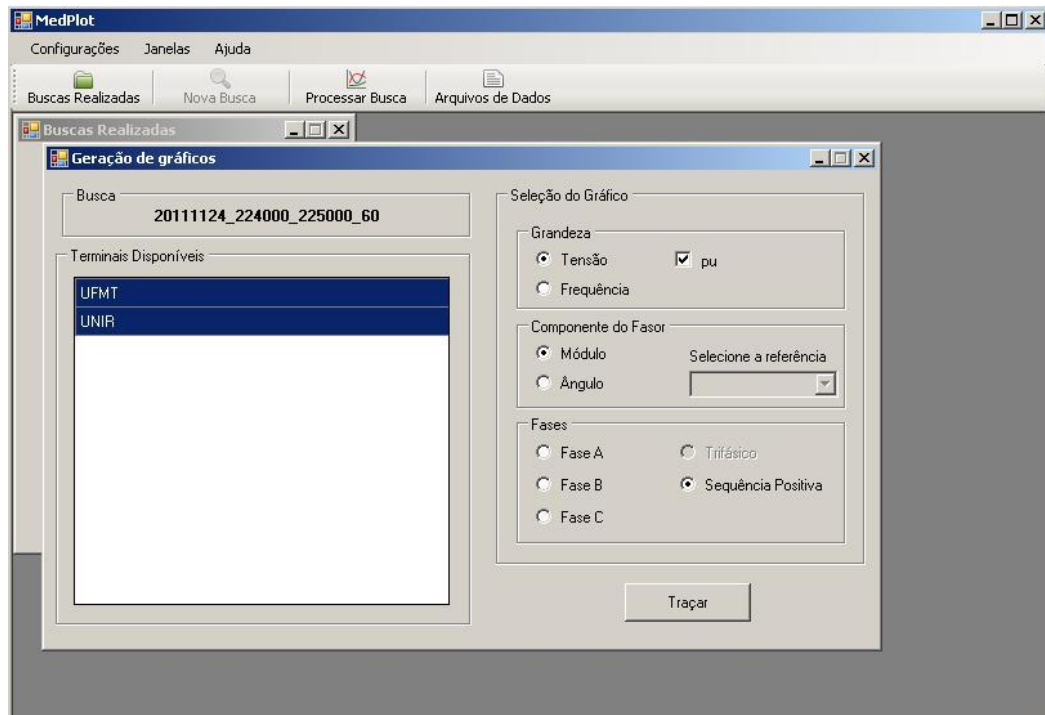 MedPlot
Configurações Janelas Ajuda
Buscas Realizadas Nova Busca Processar Busca Arquivos de Dados
Buscas Realizadas
Geração de gráficos
Busca
20111124_224000_225000_60
Terminais Disponíveis
UFMT
UNIR
Seleção do Gráfico
Grandeza
Tensão pu
Frequência
Componente do Fasor
Módulo Selecione a referência
Ângulo
Fases
Fase A Trifásico
Fase B Sequência Positiva
Fase C
Traçar